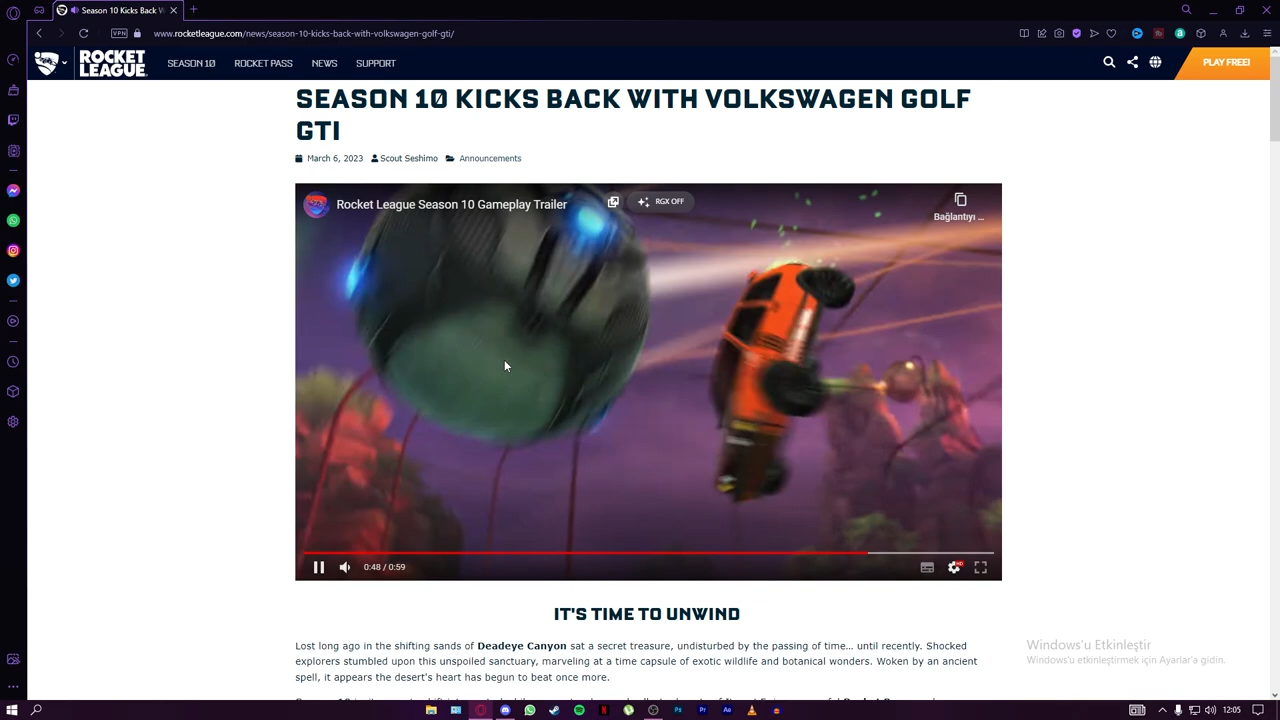 Season 10 Kicks Back W
VPN
www.rocketleague.com/news/season-10-kicks-back-with-volkswagen-golf-gti/
ROCKET LEAGUE
SEASON 10
ROCKET PASS
NEWS
SUPPORT
PLAY FREE!
SEASON 10 KICKS BACK WITH VOLKSWAGEN GOLF
GTI
March 6, 2023 Scout Seshimo Announcements
Rocket League Season 10 Gameplay Trailer
RGX OFF
Bağlantıyı ...
0:48 / 0:59
HD
IT'S TIME TO UNWIND
Lost long ago in the shifting sands of Deadeye Canyon sat a secret treasure, undisturbed by the passing of time… until recently. Shocked
explorers stumbled upon this unspoiled sanctuary, marveling at a time capsule of exotic wildlife and botanical wonders. Woken by an ancient
spell, it appears the desert's heart has begun to beat once more.
Windows'u Etkinleştir
Windows'u etkinleştirmek için Ayarlar'a gidin.
12:05